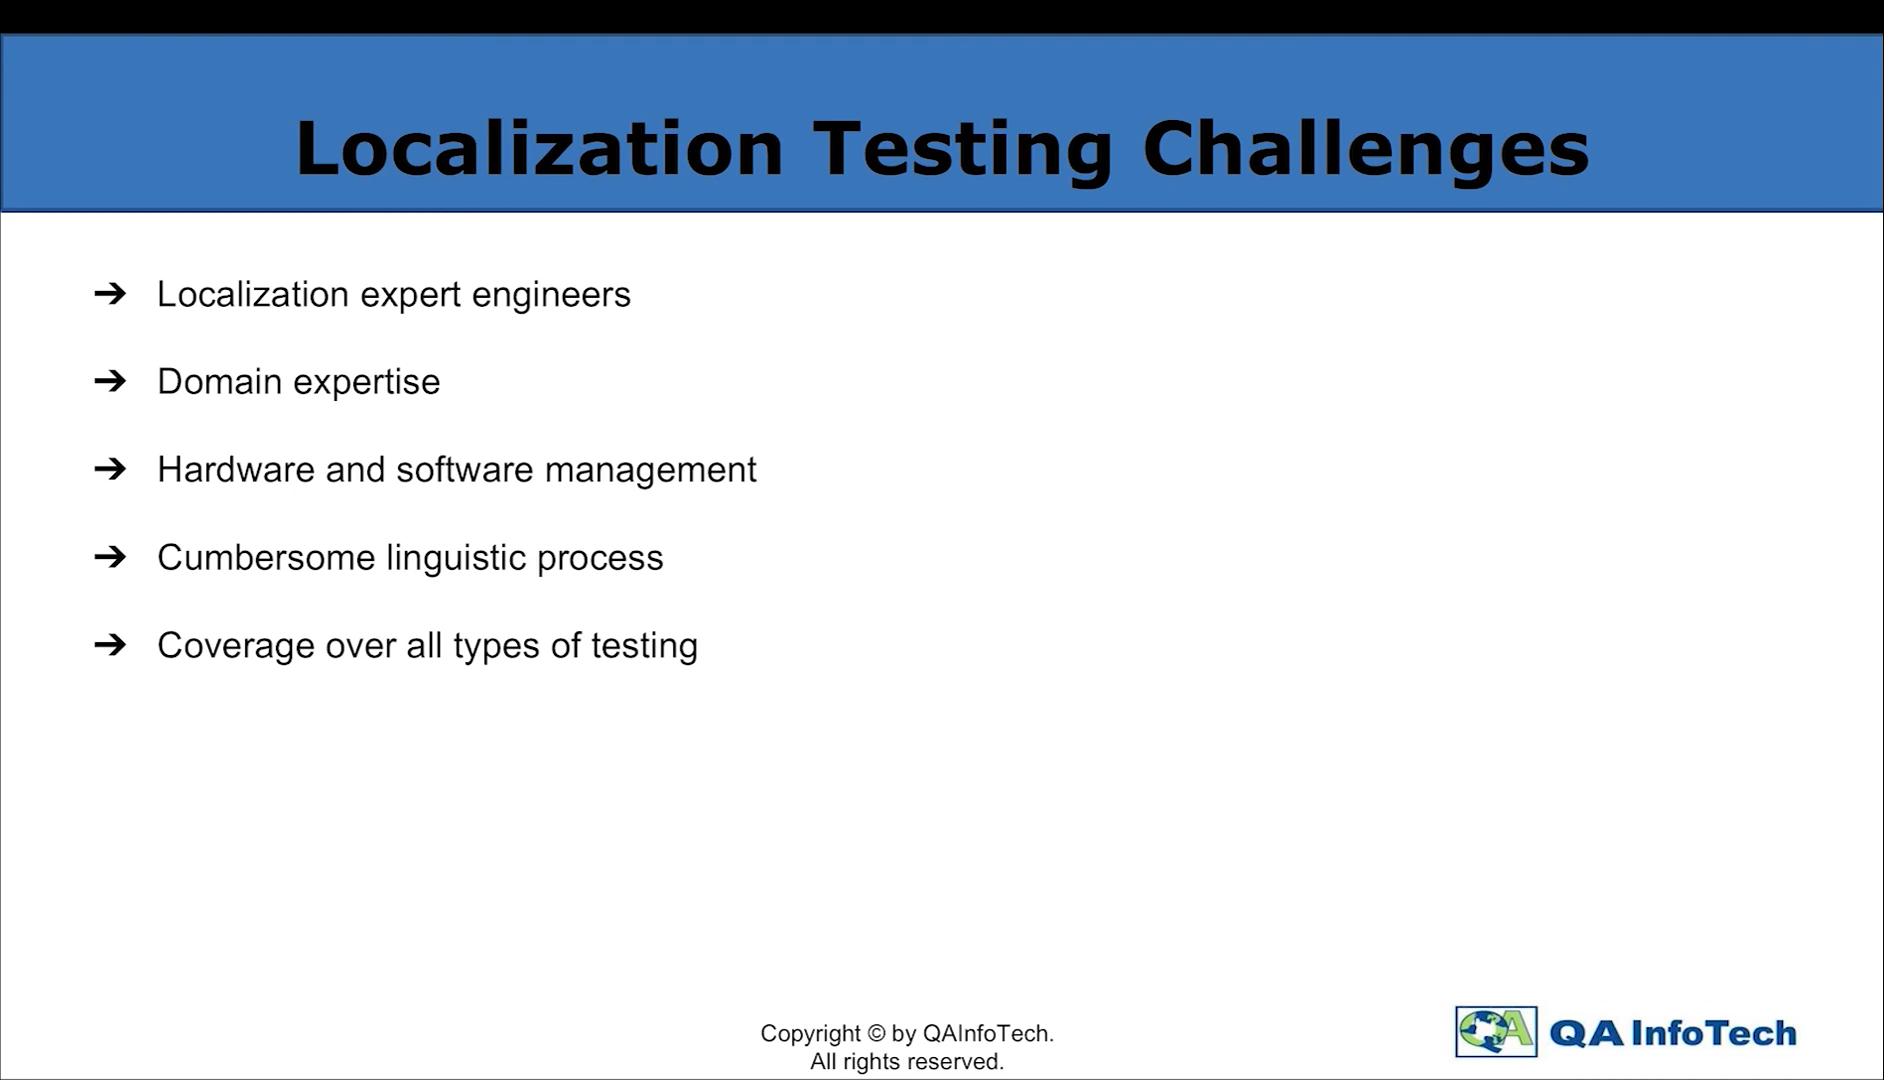 Localization Testing Challenges
➔ Localization expert engineers
➔ Domain expertise
➔ Hardware and software management
➔ Cumbersome linguistic process
➔ Coverage over all types of testing
Copyright © by QAInfoTech.
All rights reserved.
QA QA InfoTech